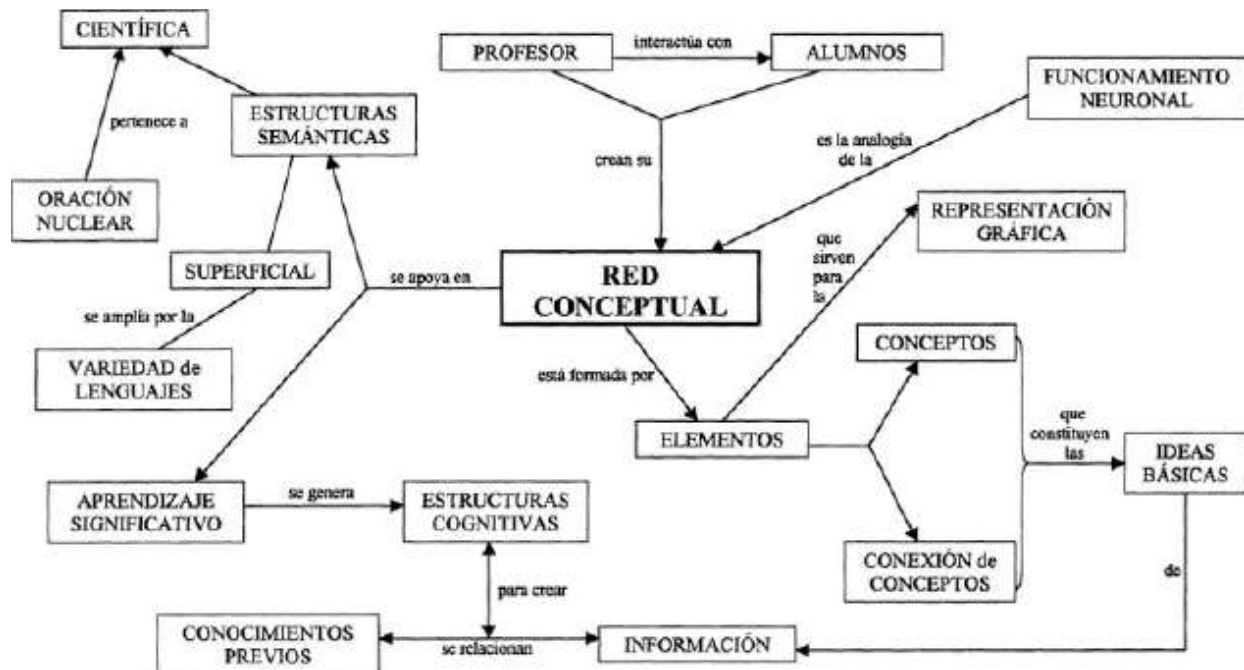 CIENTÍFICA
PROFESOR
interactúa con
ALUMNOS
FUNCIONAMIENTO
NEURONAL
pertenece a
ESTRUCTURAS
SEMÁNTICAS
crean su
es la analogía
de la
ORACIÓN
NUCLEAR
REPRESENTACIÓN
GRÁFICA
que
sirven
para
la
SUPERFICIAL
se apoya en
RED
CONCEPTUAL
se amplía por la
VARIEDAD de
LENGUAJES
está formada por
CONCEPTOS
ELEMENTOS
que
constituyen
las
IDEAS
BÁSICAS
APRENDIZAJE
SIGNIFICATIVO
se genera
ESTRUCTURAS
COGNITIVAS
CONEXIÓN de
CONCEPTOS
de
para crear
CONOCIMIENTOS
PREVIOS
se relacionan
INFORMACIÓN